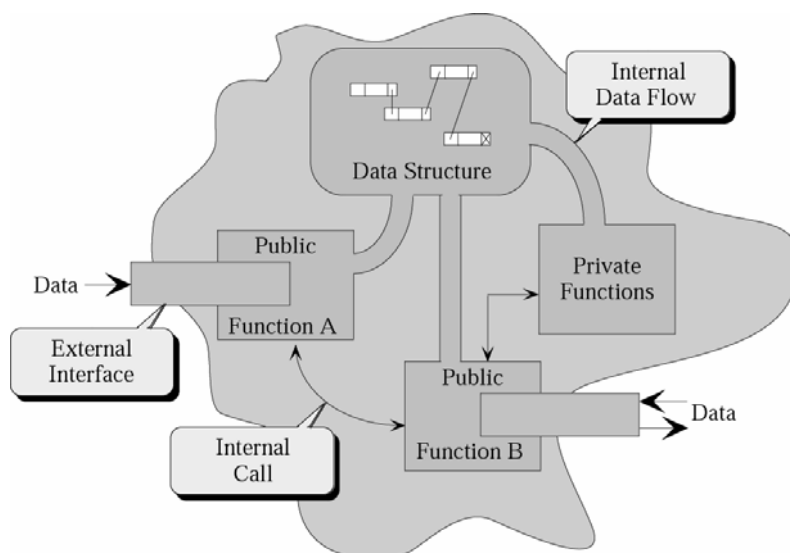 Internal
Data Flow
Data Structure
Public
Function A
Private
Functions
Data
External
Interface
Public
Function B
Data
Internal
Call